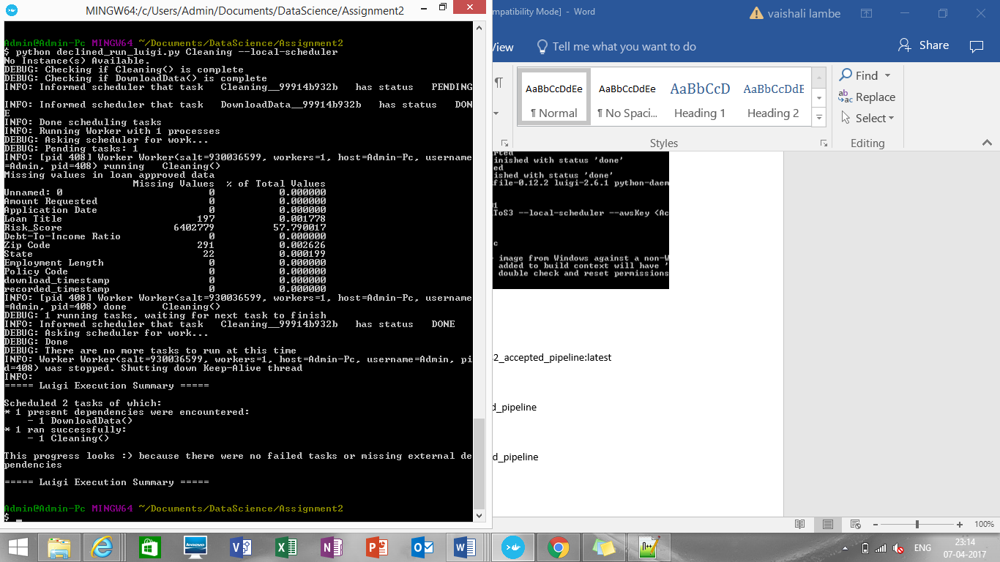 MINGW64:/c/Users/Admin/Documents/DataScience/Assignment2
Admin@Admin-Pc MINGW64 ~/Documents/DataScience/Assignment2
$ python declined_run_luigi.py Cleaning --local-scheduler
No Instance(s) Available.
DEBUG: Checking if Cleaning() is complete
DEBUG: Checking if DownloadData() is complete
INFO: Informed scheduler that task   Cleaning__99914b932b   has status   PENDING
INFO: Informed scheduler that task   DownloadData__99914b932b   has status   DON
E
INFO: Done scheduling tasks
INFO: Running Worker with 1 processes
DEBUG: Asking scheduler for work...
DEBUG: Pending tasks: 1
INFO: [pid 408] Worker Worker(salt=930036599, workers=1, host=Admin-Pc, username
=Admin, pid=408) running   Cleaning()
Missing values in loan approved data
Missing Values  % of Total Values
Unnamed: 0                         0           0.000000
Amount Requested                   0           0.000000
Application Date                   0           0.000000
Loan Title                       197           0.001778
Risk_Score                   6402779          57.790017
Debt-To-Income Ratio               0           0.000000
Zip Code                         291           0.002626
State                             22           0.000199
Employment Length                  0           0.000000
Policy Code                        0           0.000000
download_timestamp                 0           0.000000
recorded_timestamp                 0           0.000000
INFO: [pid 408] Worker Worker(salt=930036599, workers=1, host=Admin-Pc, username
=Admin, pid=408) done      Cleaning()
DEBUG: 1 running tasks, waiting for next task to finish
INFO: Informed scheduler that task   Cleaning__99914b932b   has status   DONE
DEBUG: Asking scheduler for work...
DEBUG: Done
DEBUG: There are no more tasks to run at this time
INFO: Worker Worker(salt=930036599, workers=1, host=Admin-Pc, username=Admin, pi
d=408) was stopped. Shutting down Keep-Alive thread
INFO:
===== Luigi Execution Summary =====
Scheduled 2 tasks of which:
* 1 present dependencies were encountered:
    - 1 DownloadData()
* 1 ran successfully:
    - 1 Cleaning()
This progress looks :) because there were no failed tasks or missing external de
pendencies
===== Luigi Execution Summary =====
Admin@Admin-Pc MINGW64 ~/Documents/DataScience/Assignment2
$
mpatibility Mode] - Word
vaishali lambe
View
Tell me what you want to do
Share
AaBbCcDdEe AaBbCcDdEe AaBbCcD AaBbCcDdE
¶ Normal ¶ No Spaci... Heading 1 Heading 2
Styles
Find
Replace
Select
Editing
rted
inished with status 'done'
ed
ished with status 'done'
file-0.12.2 luigi-2.6.1 python-daem
ToS3 --local-scheduler --awsKey <Ac
c
image from Windows against a non-W
added to build context will have '
double check and reset permissions
2_accepted_pipeline:latest
d_pipeline
ed_pipeline
100%
ENG
23:14
07-04-2017